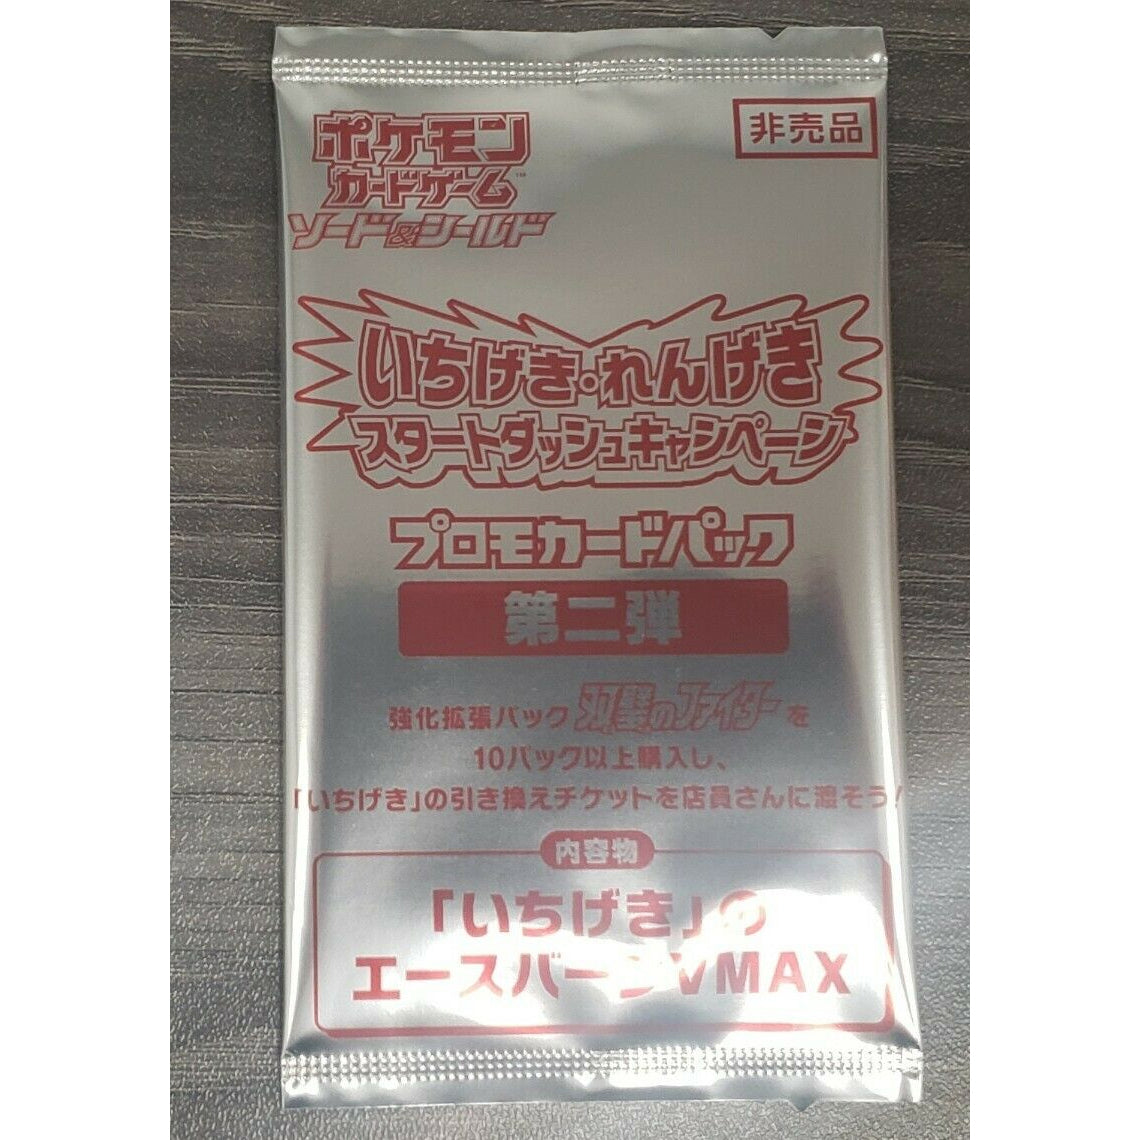 ポケモン
カードゲーム™
ソード&シールド
非売品
いちげき・れんげき
スタートダッシュキャンペーン
プロモカードパック
第二弾
強化拡張パック 双璧のファイター を
10パック以上購入し、
「いちげき」の引き換えチケットを店員さんに渡そう！
内容物
「いちげき」の
エースバーンVMAX